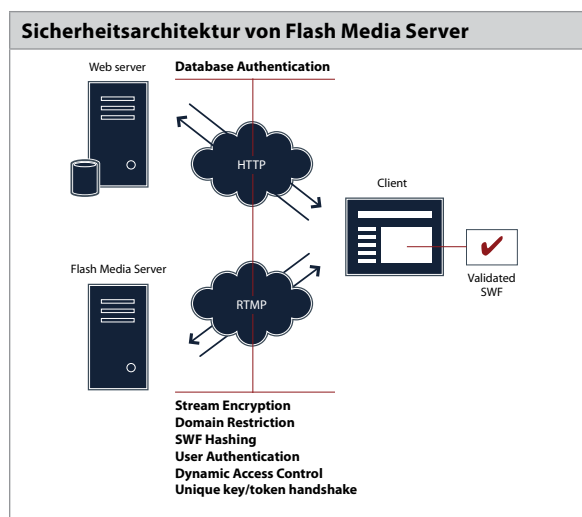 Sicherheitsarchitektur von Flash Media Server
Web server
Database Authentication
HTTP
Client
Validated
SWF
Flash Media Server
RTMP
Stream Encryption
Domain Restriction
SWF Hashing
User Authentication
Dynamic Access Control
Unique key/token handshake